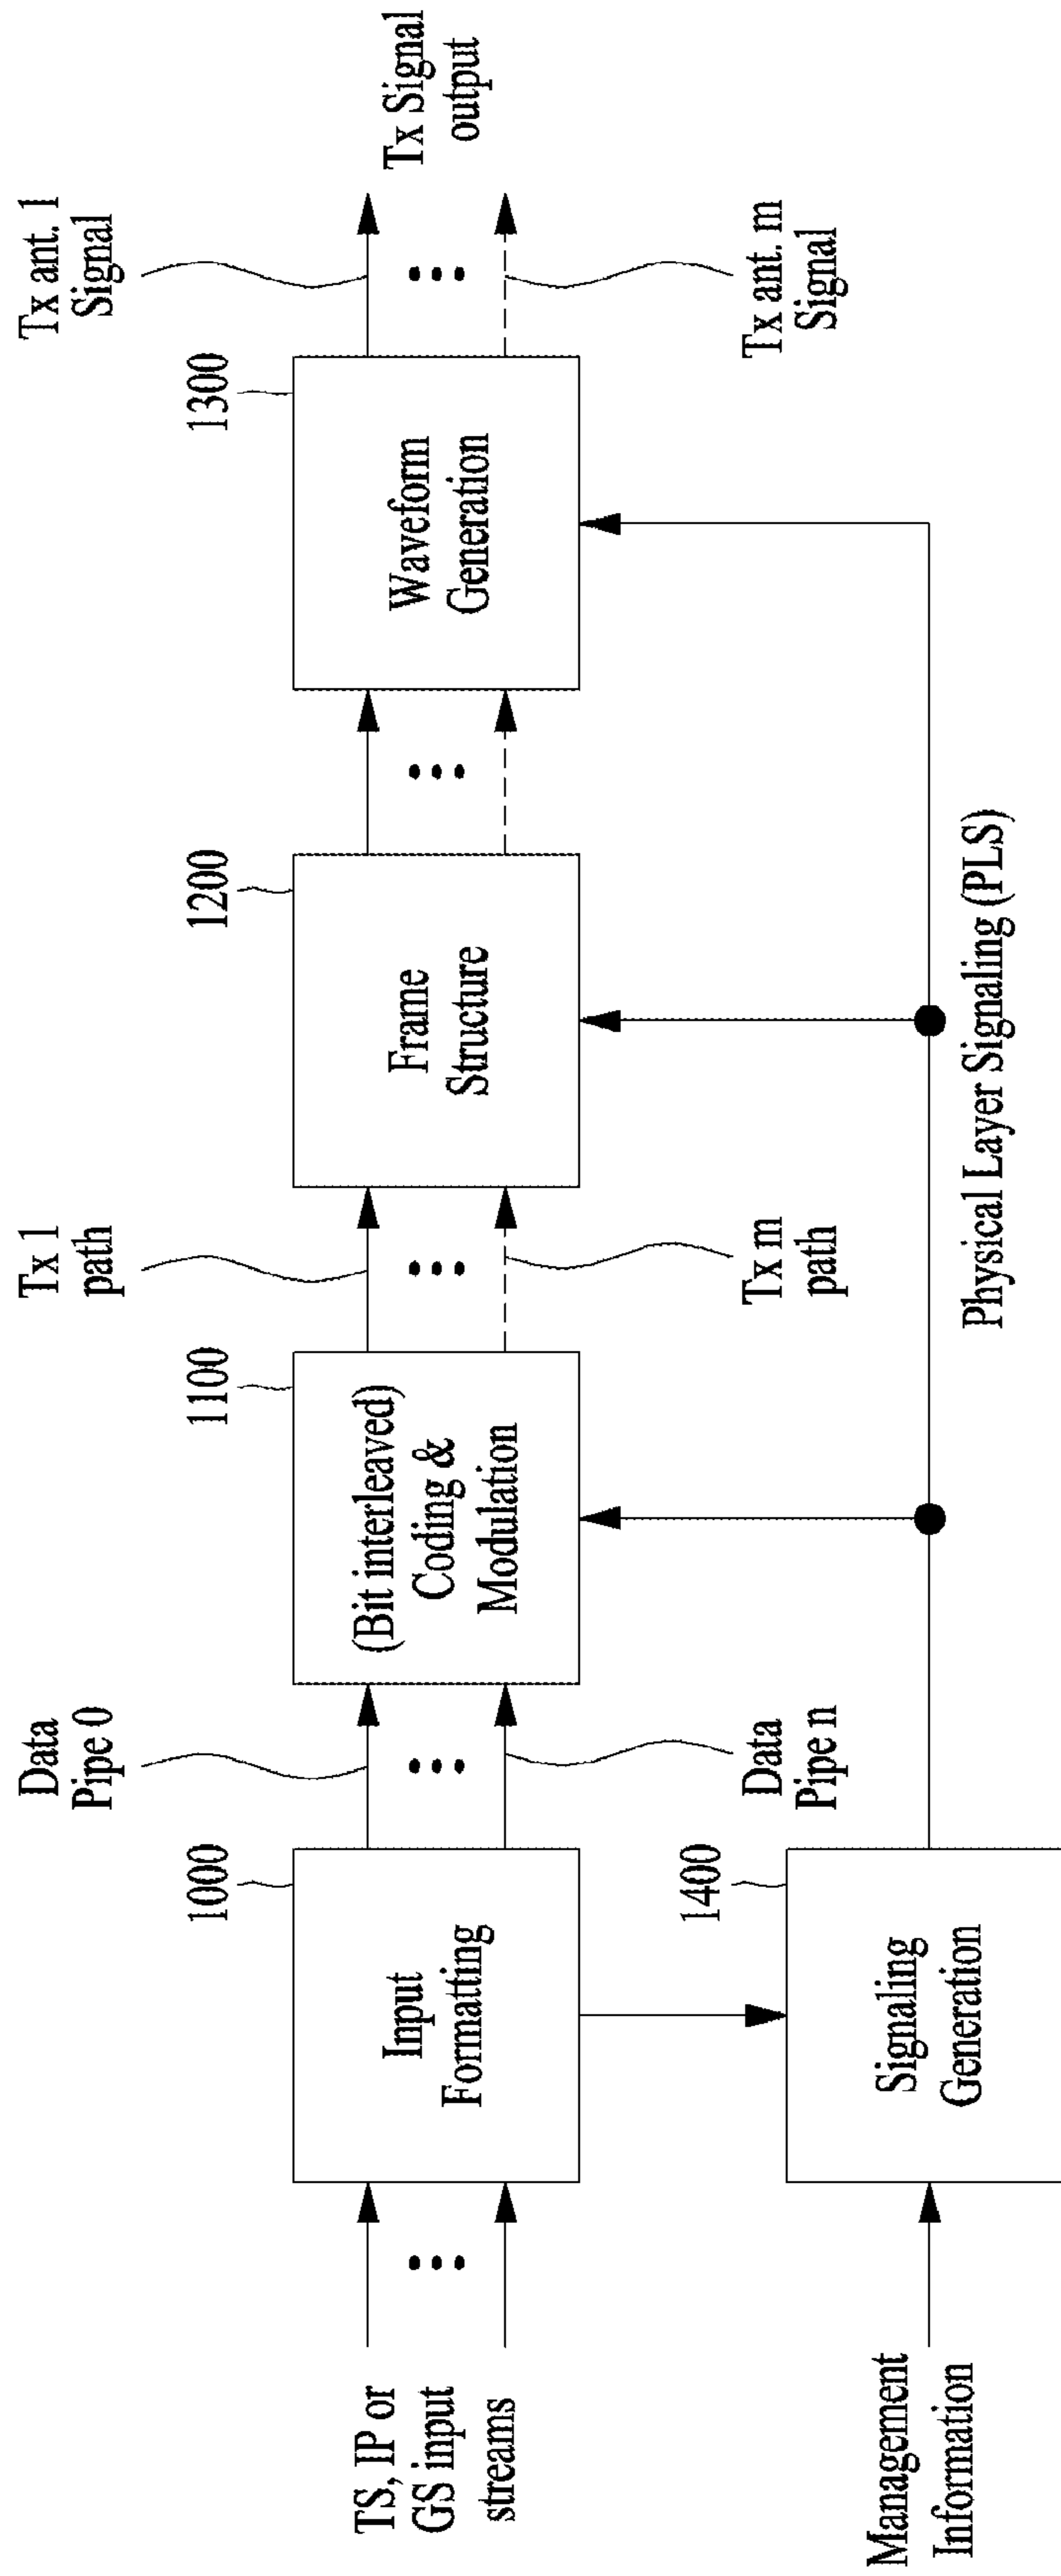 TS, IP or
GS input
streams
1000
Input
Formatting
Data
Pipe 0
Data
Pipe n
1100
(Bit interleaved)
Coding &
Modulation
Tx 1
path
Tx m
path
1200
Frame
Structure
1300
Waveform
Generation
Tx ant. 1
Signal
Tx Signal
output
Tx ant. m
Signal
Management
Information
1400
Signaling
Generation
Physical Layer Signaling (PLS)